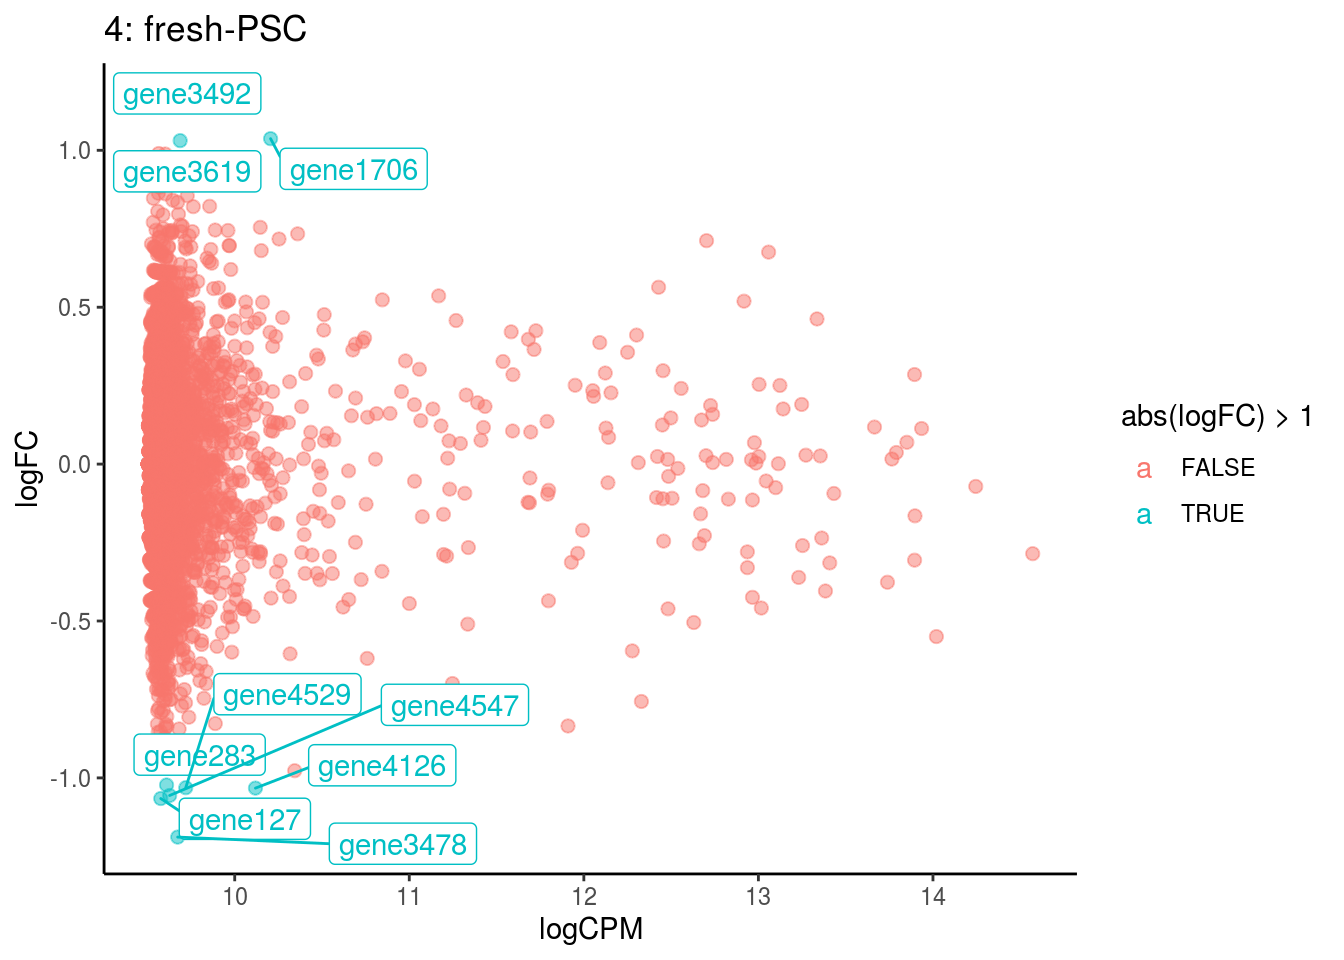 4: fresh-PSC
gene3492
gene3619
gene1706
gene4529
gene4547
gene283
gene4126
gene127
gene3478
1.0
0.5
0.0
-0.5
-1.0
logFC
10 11 12 13 14
logCPM
abs(logFC) > 1
a FALSE
a TRUE